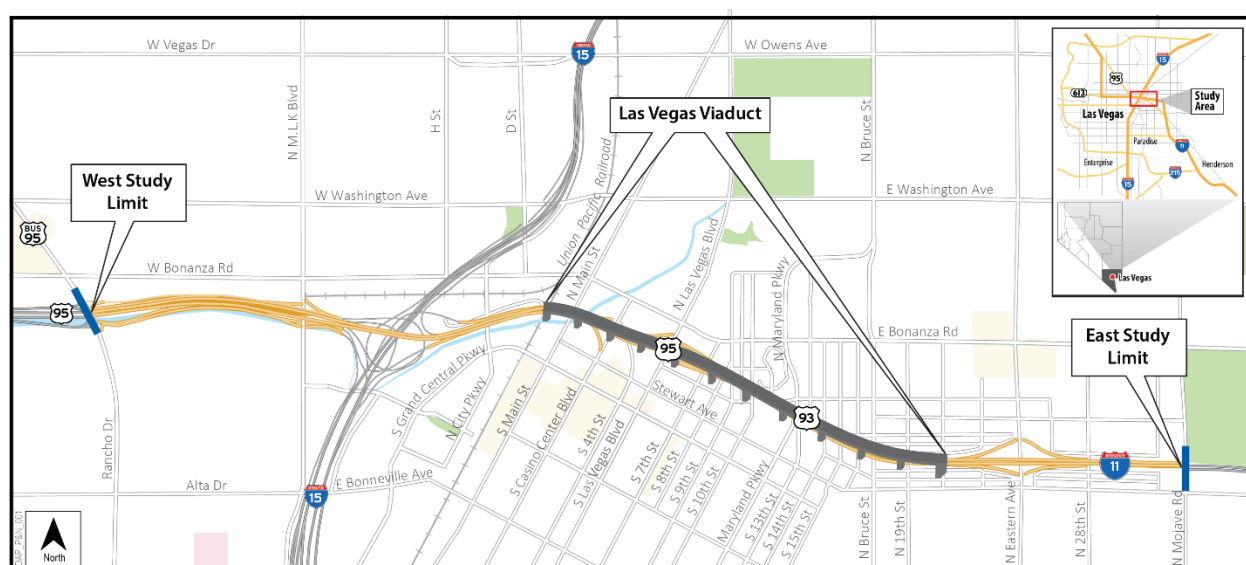 W Vegas Dr
W Owens Ave
INTERSTATE
15
Las Vegas Viaduct
N M.L.K Blvd
H St
D St
Union Pacific Railroad
N Bruce St
West Study
Limit
W Washington Ave
E Washington Ave
BUS
95
W Bonanza Rd
N Main St
N Las Vegas Blvd
N Maryland Pkwy
E Bonanza Rd
95
95
93
East Study
Limit
S Grand Central Pkwy
N City Pkwy
S Main St
S Casino Center Blvd
S 4th St
S Las Vegas Blvd
Stewart Ave
S 7th St
S 8th St
S 9th St
S 10th St
Maryland Pkwy
S 13th St
S 14th St
S 15th St
Rancho Dr
Alta Dr
E Bonneville Ave
15
11
N Bruce St
N 19th St
N Eastern Ave
N 28th St
N Mojave Rd
DAP_P&N_001
North
15
95
613
Study
Area
Las Vegas
Paradise
11
Enterprise
Henderson
215
15
Las Vegas